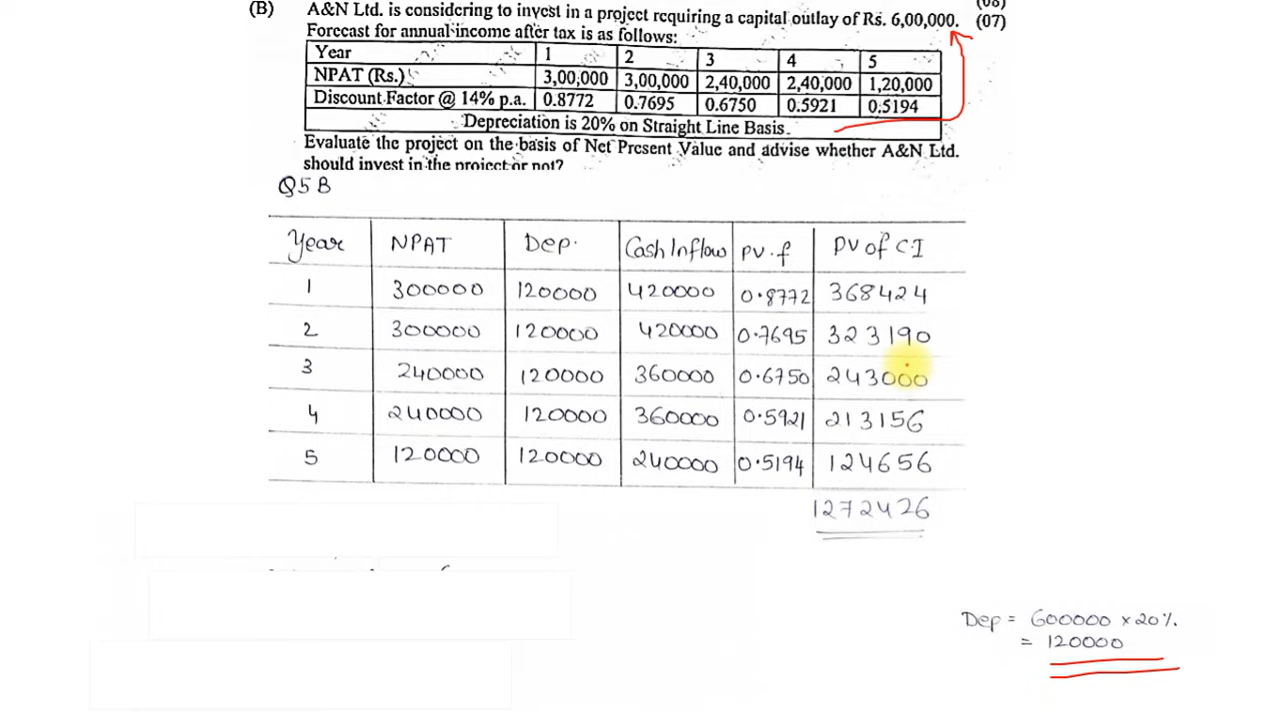 (08)
(B) A&N Ltd. is considering to invest in a project requiring a capital outlay of Rs. 6,00,000. (07)
Forecast for annual income after tax is as follows:
Year 1 2 3 4 5
NPAT (Rs.) 3,00,000 3,00,000 2,40,000 2,40,000 1,20,000
Discount Factor @ 14% p.a. 0.8772 0.7695 0.6750 0.5921 0.5194
Depreciation is 20% on Straight Line Basis.
Evaluate the project on the basis of Net Present Value and advise whether A&N Ltd.
should invest in the project or not?
Q5B
Year NPAT Dep. Cash Inflow PV.f PV of CI
1 300000 120000 420000 0.8772 368424
2 300000 120000 420000 0.7695 323190
3 240000 120000 360000 0.6750 243000
4 240000 120000 360000 0.5921 213156
5 120000 120000 240000 0.5194 124656
1272426
Dep = 600000 x 20%.
= 120000